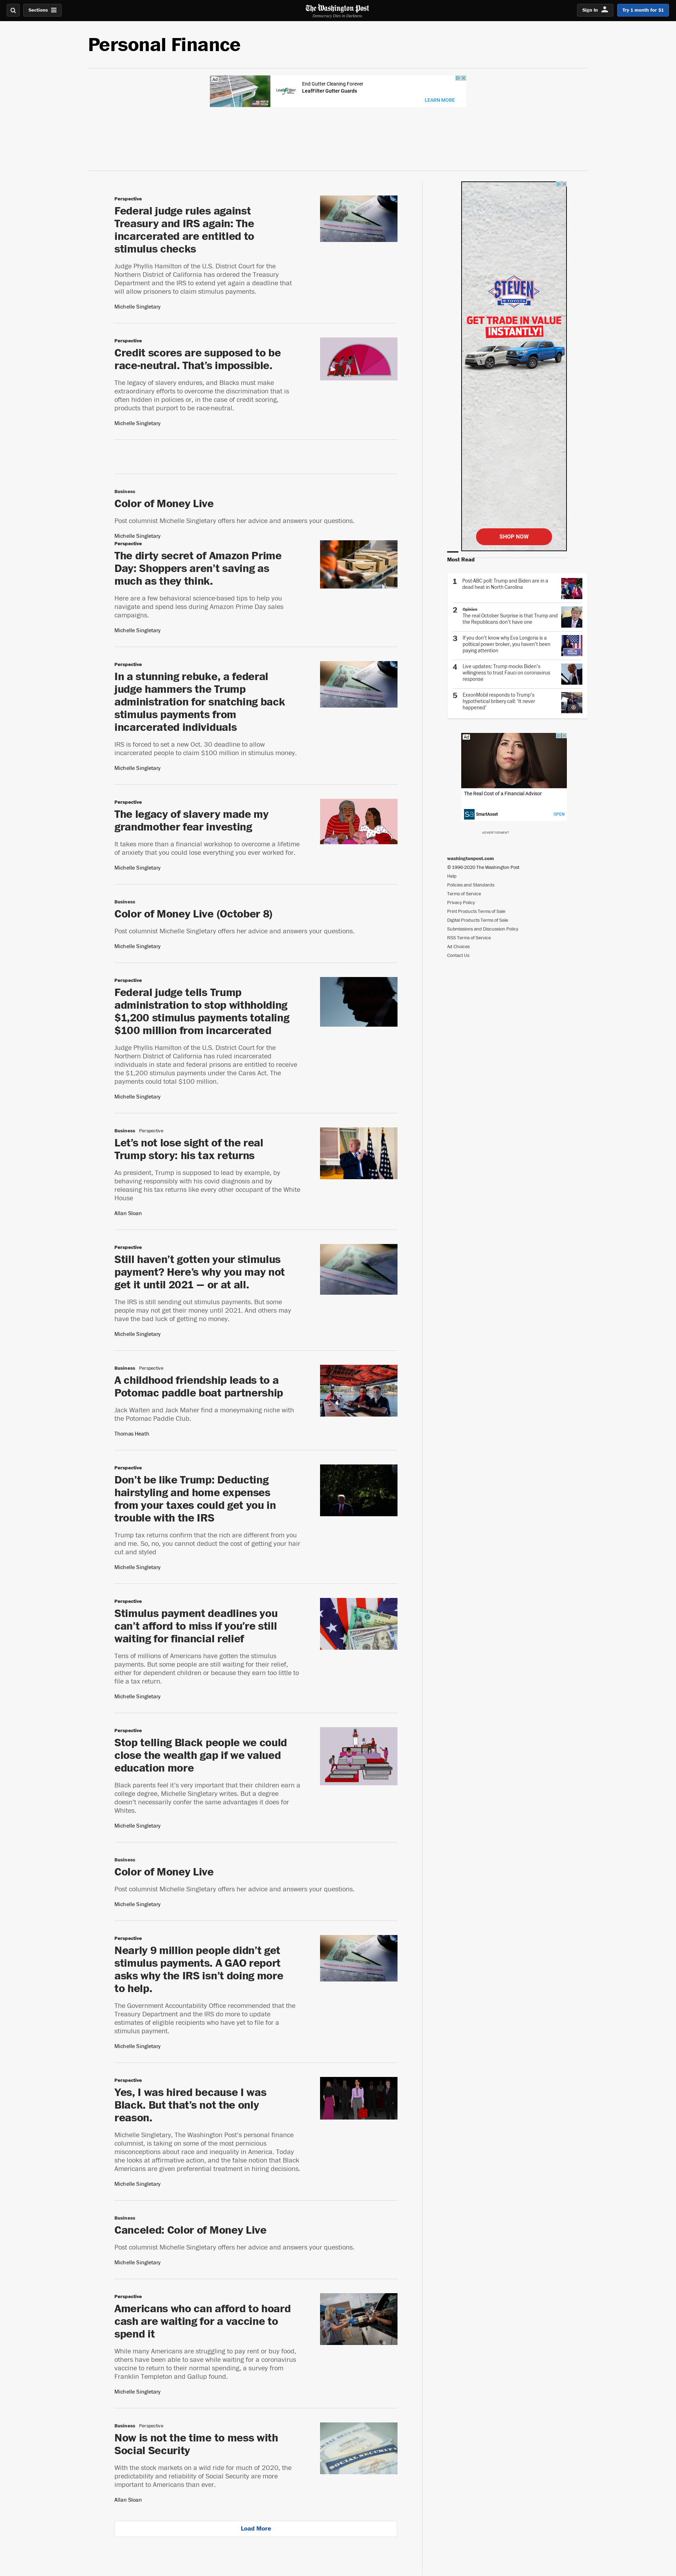 Sections
The Washington Post
Democracy Dies in Darkness
Sign In
Try 1 month for $1
Personal Finance
Ad
LeafFilter
End Gutter Cleaning Forever
LeafFilter Gutter Guards
LEARN MORE
Perspective
Federal judge rules against
Treasury and IRS again: The
incarcerated are entitled to
stimulus checks
Judge Phyllis Hamilton of the U.S. District Court for the
Northern District of California has ordered the Treasury
Department and the IRS to extend yet again a deadline that
will allow prisoners to claim stimulus payments.
Michelle Singletary
Perspective
Credit scores are supposed to be
race-neutral. That’s impossible.
The legacy of slavery endures, and Blacks must make
extraordinary efforts to overcome the discrimination that is
often hidden in policies or, in the case of credit scoring,
products that purport to be race-neutral.
Michelle Singletary
Business
Color of Money Live
Post columnist Michelle Singletary offers her advice and answers your questions.
Michelle Singletary
Perspective
The dirty secret of Amazon Prime
Day: Shoppers aren’t saving as
much as they think.
Here are a few behavioral science-based tips to help you
navigate and spend less during Amazon Prime Day sales
campaigns.
Michelle Singletary
Perspective
In a stunning rebuke, a federal
judge hammers the Trump
administration for snatching back
stimulus payments from
incarcerated individuals
IRS is forced to set a new Oct. 30 deadline to allow
incarcerated people to claim $100 million in stimulus money.
Michelle Singletary
Perspective
The legacy of slavery made my
grandmother fear investing
It takes more than a financial workshop to overcome a lifetime
of anxiety that you could lose everything you ever worked for.
Michelle Singletary
Business
Color of Money Live (October 8)
Post columnist Michelle Singletary offers her advice and answers your questions.
Michelle Singletary
Perspective
Federal judge tells Trump
administration to stop withholding
$1,200 stimulus payments totaling
$100 million from incarcerated
Judge Phyllis Hamilton of the U.S. District Court for the
Northern District of California has ruled incarcerated
individuals in state and federal prisons are entitled to receive
the $1,200 stimulus payments under the Cares Act. The
payments could total $100 million.
Michelle Singletary
Business Perspective
Let’s not lose sight of the real
Trump story: his tax returns
As president, Trump is supposed to lead by example, by
behaving responsibly with his covid diagnosis and by
releasing his tax returns like every other occupant of the White
House
Allan Sloan
Perspective
Still haven’t gotten your stimulus
payment? Here’s why you may not
get it until 2021 — or at all.
The IRS is still sending out stimulus payments. But some
people may not get their money until 2021. And others may
have the bad luck of getting no money.
Michelle Singletary
Business Perspective
A childhood friendship leads to a
Potomac paddle boat partnership
Jack Walten and Jack Maher find a moneymaking niche with
the Potomac Paddle Club.
Thomas Heath
Perspective
Don’t be like Trump: Deducting
hairstyling and home expenses
from your taxes could get you in
trouble with the IRS
Trump tax returns confirm that the rich are different from you
and me. So, no, you cannot deduct the cost of getting your hair
cut and styled
Michelle Singletary
Perspective
Stimulus payment deadlines you
can’t afford to miss if you’re still
waiting for financial relief
Tens of millions of Americans have gotten the stimulus
payments. But some people are still waiting for their relief,
either for dependent children or because they earn too little to
file a tax return.
Michelle Singletary
Perspective
Stop telling Black people we could
close the wealth gap if we valued
education more
Black parents feel it’s very important that their children earn a
college degree, Michelle Singletary writes. But a degree
doesn’t necessarily confer the same advantages it does for
Whites.
Michelle Singletary
Business
Color of Money Live
Post columnist Michelle Singletary offers her advice and answers your questions.
Michelle Singletary
Perspective
Nearly 9 million people didn’t get
stimulus payments. A GAO report
asks why the IRS isn’t doing more
to help.
The Government Accountability Office recommended that the
Treasury Department and the IRS do more to update
estimates of eligible recipients who have yet to file for a
stimulus payment.
Michelle Singletary
Perspective
Yes, I was hired because I was
Black. But that’s not the only
reason.
Michelle Singletary, The Washington Post’s personal finance
columnist, is taking on some of the most pernicious
misconceptions about race and inequality in America. Today
she looks at affirmative action, and the false notion that Black
Americans are given preferential treatment in hiring decisions.
Michelle Singletary
Business
Canceled: Color of Money Live
Post columnist Michelle Singletary offers her advice and answers your questions.
Michelle Singletary
Perspective
Americans who can afford to hoard
cash are waiting for a vaccine to
spend it
While many Americans are struggling to pay rent or buy food,
others have been able to save while waiting for a coronavirus
vaccine to return to their normal spending, a survey from
Franklin Templeton and Gallup found.
Michelle Singletary
Business Perspective
Now is not the time to mess with
Social Security
With the stock markets on a wild ride for much of 2020, the
predictability and reliability of Social Security are more
important to Americans than ever.
Allan Sloan
SOCIAL SECURITY
Load More
STEVEN
TOYOTA
GET TRADE IN VALUE
INSTANTLY!
SHOP NOW
Most Read
1
Post-ABC poll: Trump and Biden are in a
dead heat in North Carolina
2
Opinion
The real October Surprise is that Trump and
the Republicans don’t have one
3
If you don’t know why Eva Longoria is a
political power broker, you haven’t been
paying attention
4
Live updates: Trump mocks Biden’s
willingness to trust Fauci on coronavirus
response
5
ExxonMobil responds to Trump’s
hypothetical bribery call: ‘It never
happened’
Ad
The Real Cost of a Financial Advisor
SmartAsset
OPEN
ADVERTISEMENT
washingtonpost.com
© 1996-2020 The Washington Post
Help
Policies and Standards
Terms of Service
Privacy Policy
Print Products Terms of Sale
Digital Products Terms of Sale
Submissions and Discussion Policy
RSS Terms of Service
Ad Choices
Contact Us